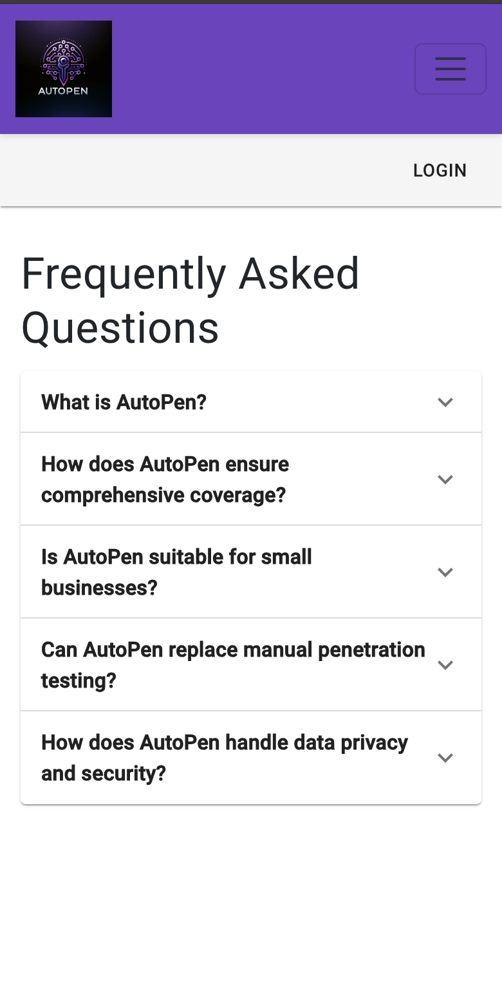 AUTOPEN
LOGIN
Frequently Asked
Questions
What is AutoPen?
How does AutoPen ensure
comprehensive coverage?
Is AutoPen suitable for small
businesses?
Can AutoPen replace manual penetration
testing?
How does AutoPen handle data privacy
and security?